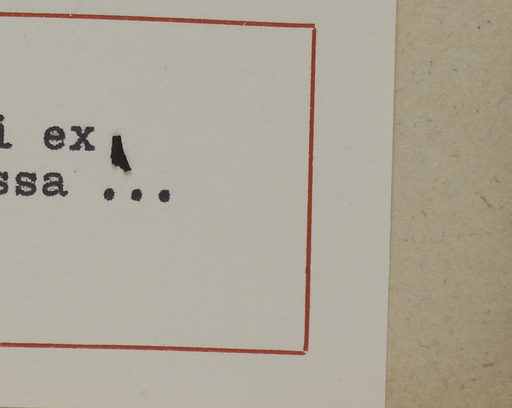 i ex
ssa ...